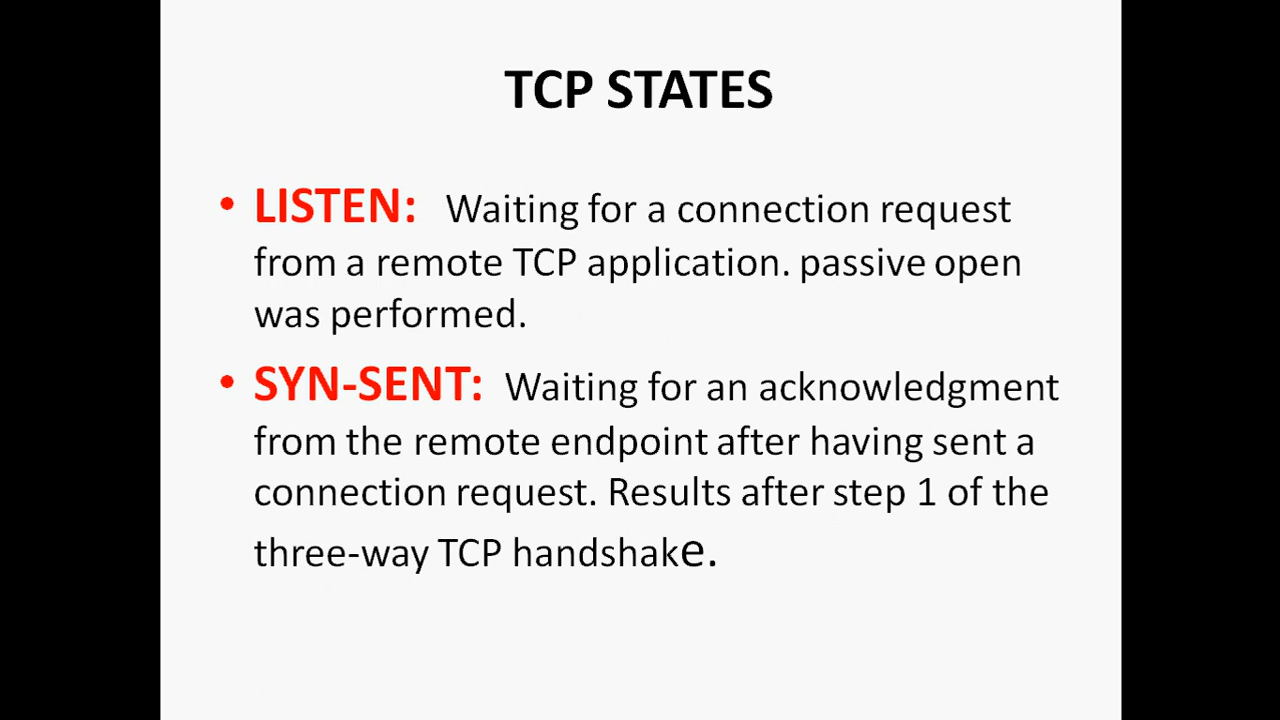 TCP STATES
• LISTEN: Waiting for a connection request
from a remote TCP application. passive open
was performed.
• SYN-SENT: Waiting for an acknowledgment
from the remote endpoint after having sent a
connection request. Results after step 1 of the
three-way TCP handshake.